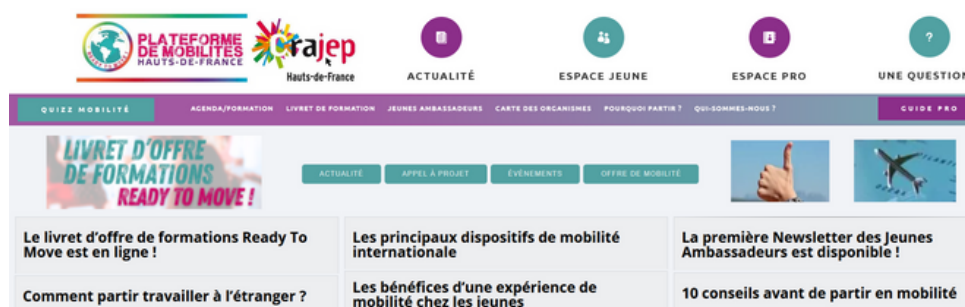 PLATEFORME
DE MOBILITÉS
HAUTS-DE-FRANCE
Crajep
Hauts-de-France
ACTUALITÉ
ESPACE JEUNE
ESPACE PRO
?
UNE QUESTION
QUIZZ MOBILITÉ
AGENDA/FORMATION
LIVRET DE FORMATION
JEUNES AMBASSADEURS
CARTE DES ORGANISMES
POURQUOI PARTIR ?
QUI-SOMMES-NOUS ?
GUIDE PRO
LIVRET D'OFFRE
DE FORMATIONS
READY TO MOVE !
ACTUALITÉ
APPEL À PROJET
ÉVÉNEMENTS
OFFRE DE MOBILITÉ
Le livret d'offre de formations Ready To
Move est en ligne !
Les principaux dispositifs de mobilité
internationale
La première Newsletter des Jeunes
Ambassadeurs est disponible !
Comment partir travailler à l'étranger ?
Les bénéfices d'une expérience de
mobilité chez les jeunes
10 conseils avant de partir en mobilité